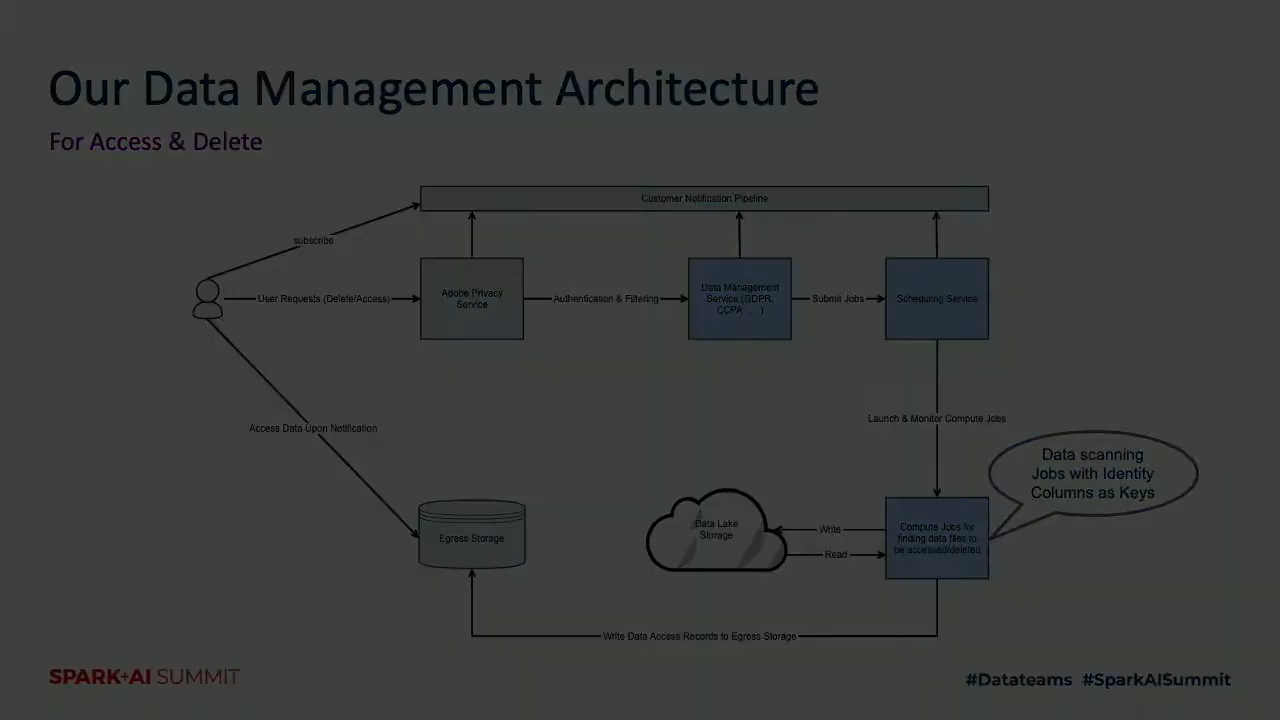 Our Data Management Architecture
For Access & Delete
Customer Notification Pipeline
subscribe
User Requests (Delete/Access)
Adobe Privacy
Service
Authentication & Filtering
Data Management
Service (GDPR,
CCPA ... )
Submit Jobs
Scheduling Service
Access Data Upon Notification
Launch & Monitor Compute Jobs
Data scanning
Jobs with Identity
Columns as Keys
Egress Storage
Data Lake
Storage
Write
Read
Compute Jobs for
finding data files to
be accessed/deleted
Write Data Access Records to Egress Storage
SPARK+AI SUMMIT
#Datateams #SparkAISummit